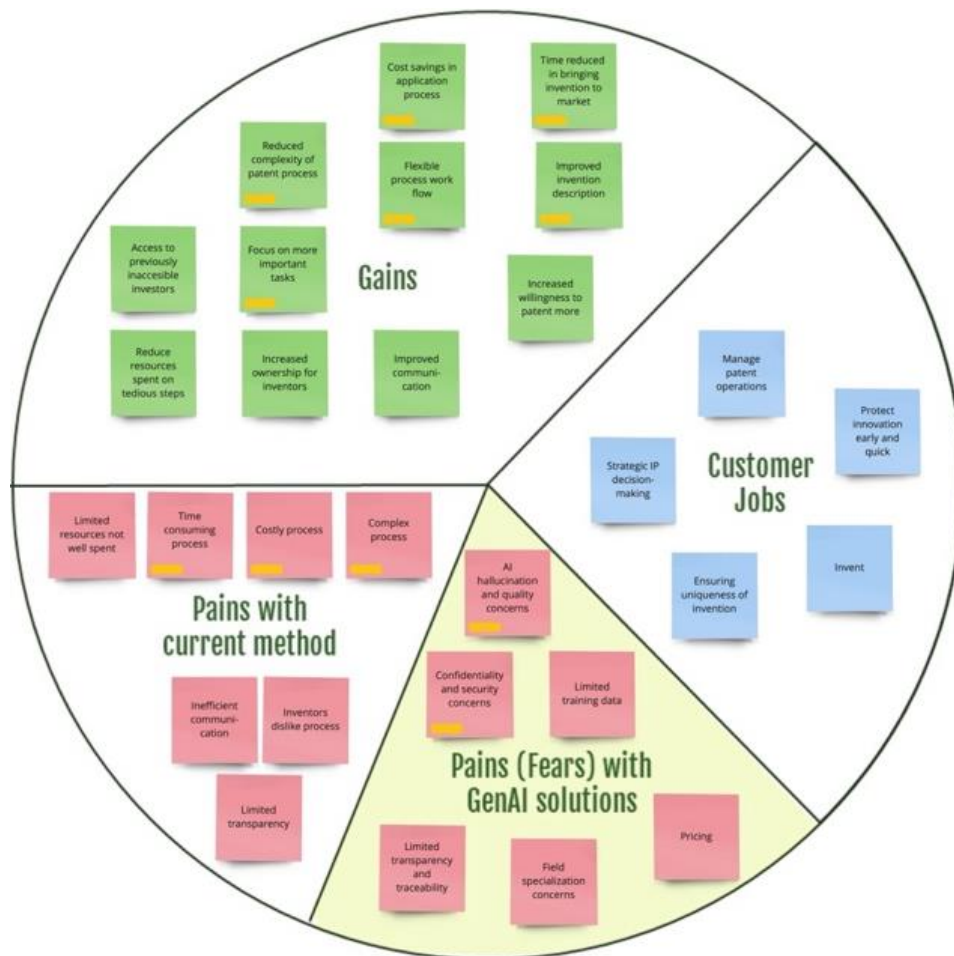 Cost savings in
application
process
Time reduced
in bringing
invention to
market
Reduced
complexity of
patent process
Flexible
process work
flow
Improved
invention
description
Access to
previously
inaccesible
investors
Focus on more
important
tasks
Gains
Increased
willingness to
patent more
Reduce
resources
spent on
tedious steps
Increased
ownership for
inventors
Improved
communi-
cation
Manage
patent
operations
Protect
innovation
early and
quick
Strategic IP
decision-
making
Customer
Jobs
Ensuring
uniqueness of
invention
Invent
Limited
resources not
well spent
Time
consuming
process
Costly process
Complex
process
Pains with
current method
Inefficient
communi-
cation
Inventors
dislike process
Limited
transparency
AI
hallucination
and quality
concerns
Confidentiality
and security
concerns
Limited
training data
Pains (Fears) with
GenAI solutions
Limited
transparency
and
traceability
Field
specialization
concerns
Pricing